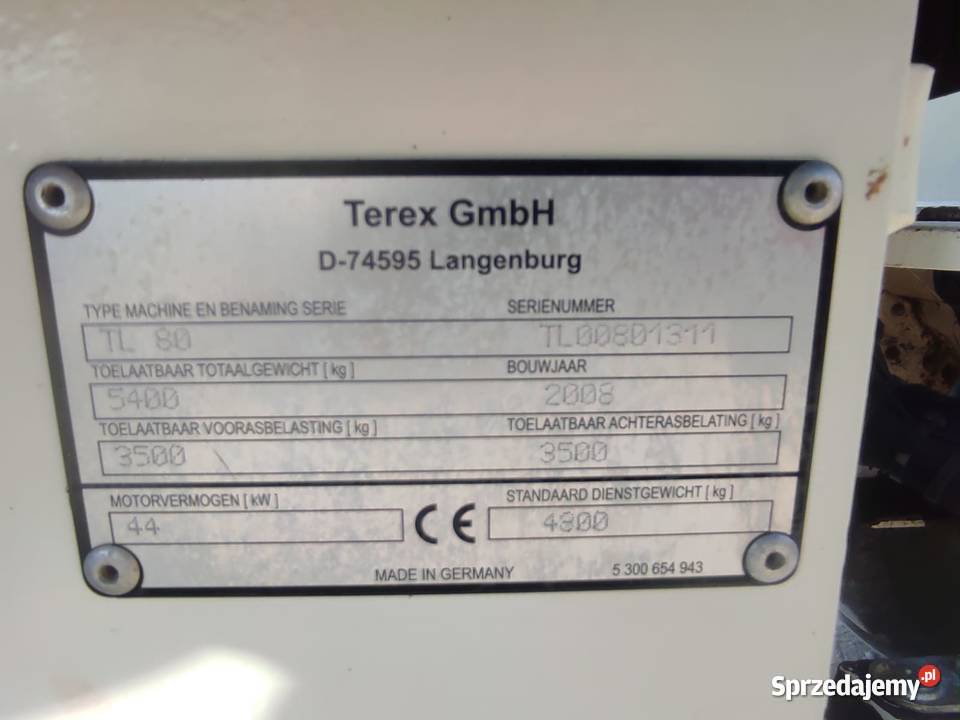 Terex GmbH
D-74595 Langenburg
TYPE MACHINE EN BENAMING SERIE SERIENUMMER
TL 80 TL00801311
TOELAATBAAR TOTAALGEWICHT [ kg ] BOUWJAAR
5400 2008
TOELAATBAAR VOORASBELASTING [ kg ] TOELAATBAAR ACHTERASBELATING [ kg ]
3500 3500
MOTORVERMOGEN [ kW ] STANDAARD DIENSTGEWICHT [ kg ]
44 CE 4800
MADE IN GERMANY 5 300 654 943
Sprzedajemy.pl